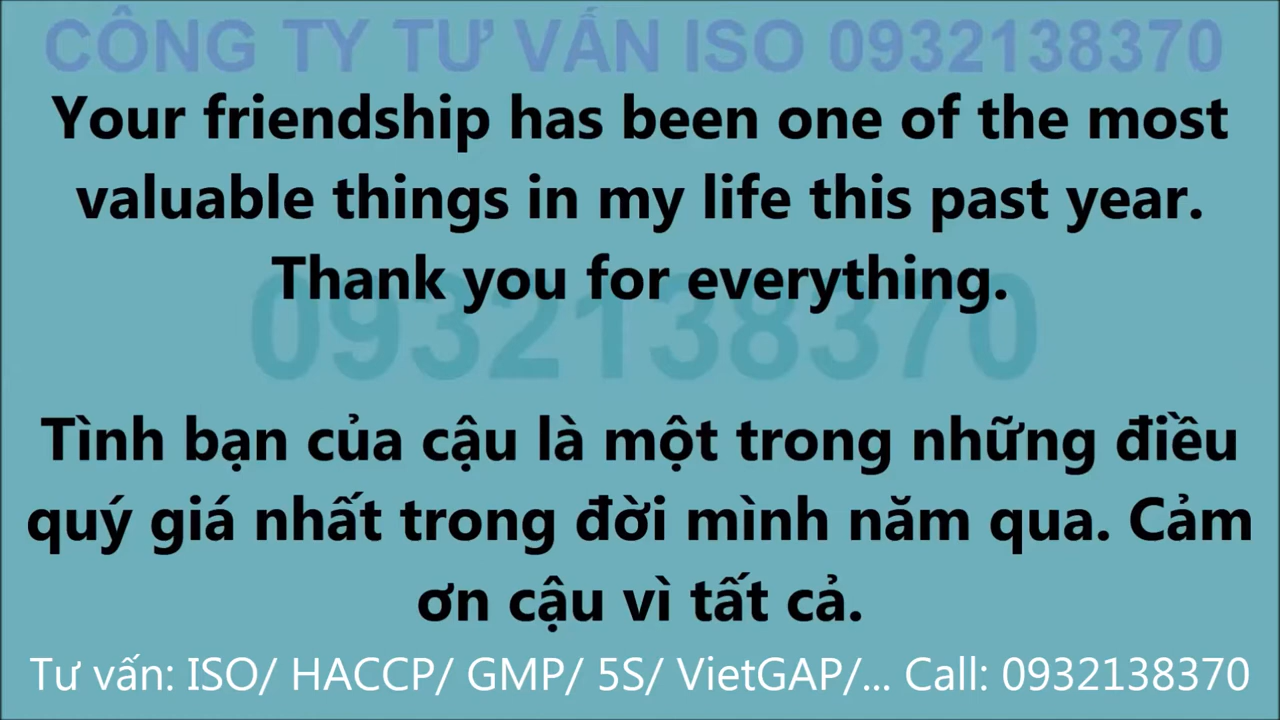 CÔNG TY TƯ VẤN ISO 0932138370
Your friendship has been one of the most
valuable things in my life this past year.
Thank you for everything.
0932138370
Tình bạn của cậu là một trong những điều
quý giá nhất trong đời mình năm qua. Cảm
ơn cậu vì tất cả.
Tư vấn: ISO/ HACCP/ GMP/ 5S/ VietGAP/... Call: 0932138370